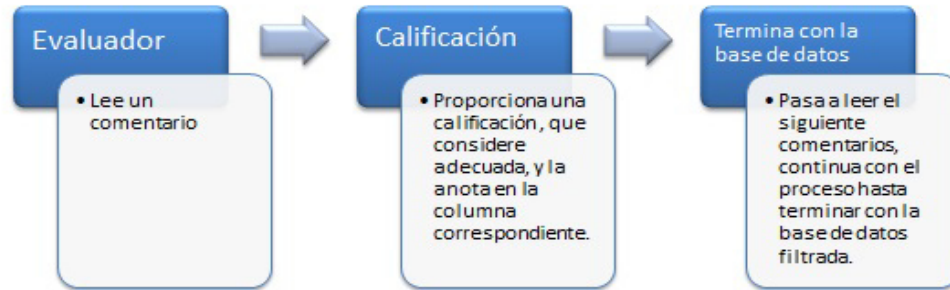 Evaluador
• Lee un
comentario
Calificación
• Proporciona una
calificación, que
considere
adecuada, y la
anota en la
columna
correspondiente.
Termina con la
base de datos
• Pasa a leer el
siguiente
comentarios,
continua con el
proceso hasta
terminar con la
base de datos
filtrada.